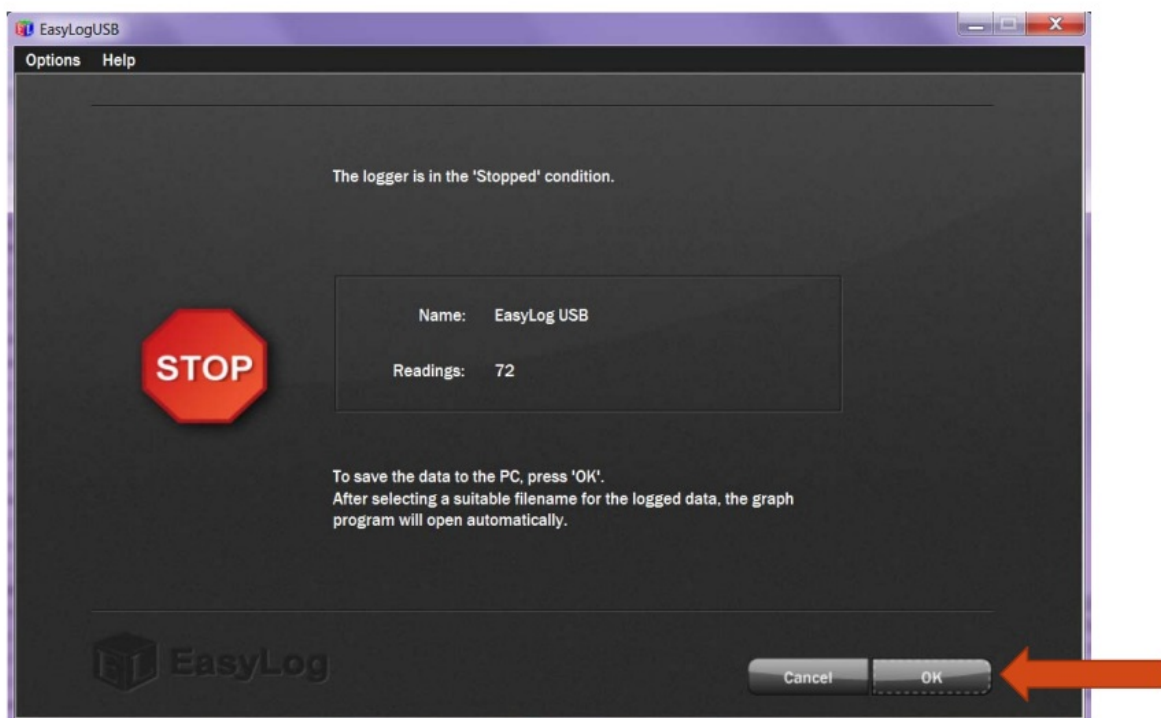 EasyLogUSB
Options Help
The logger is in the 'Stopped' condition.
STOP
Name: EasyLog USB
Readings: 72
To save the data to the PC, press 'OK'.
After selecting a suitable filename for the logged data, the graph
program will open automatically.
EL EasyLog
Cancel OK